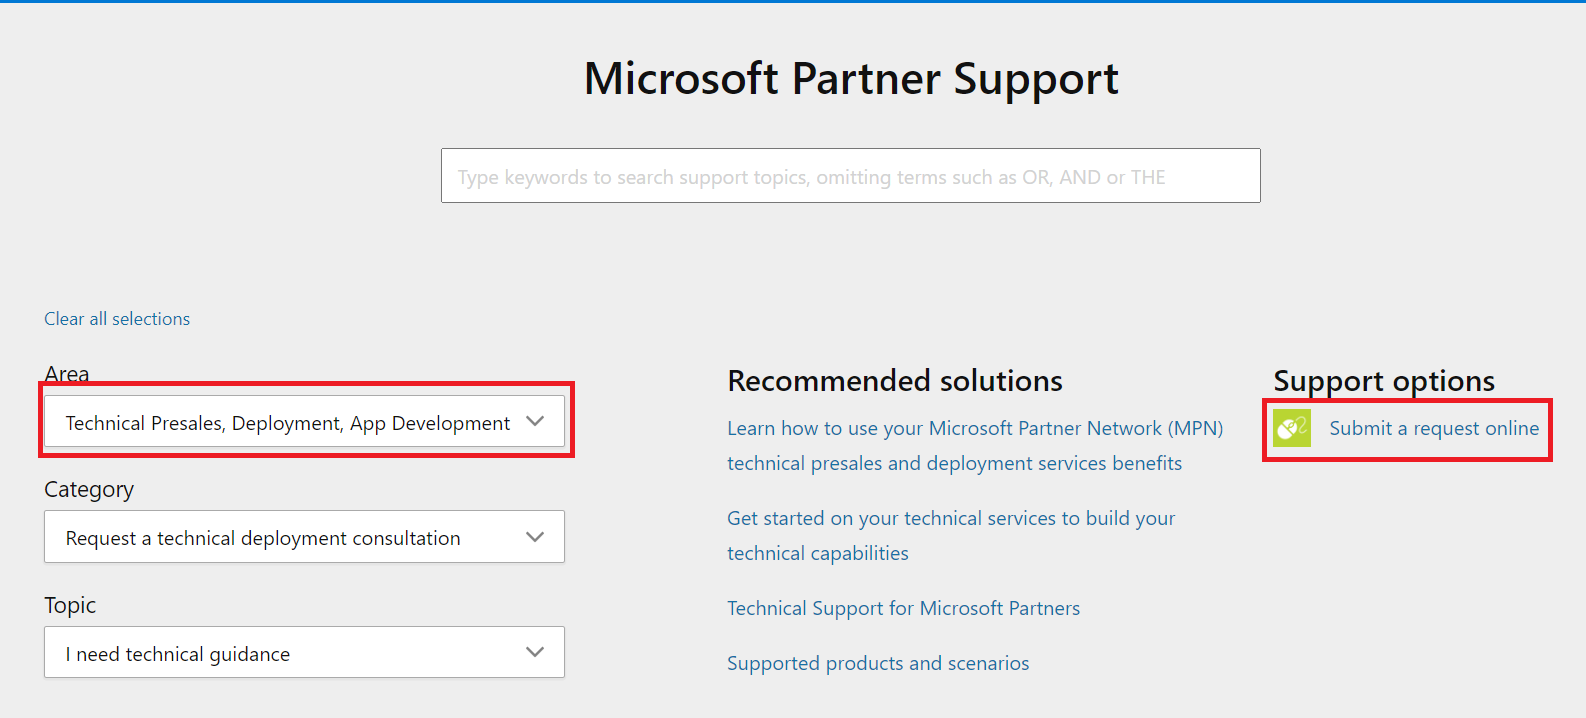 Microsoft Partner Support
Type keywords to search support topics, omitting terms such as OR, AND or THE
Clear all selections
Area
Technical Presales, Deployment, App Development
Category
Request a technical deployment consultation
Topic
I need technical guidance
Recommended solutions
Learn how to use your Microsoft Partner Network (MPN)
technical presales and deployment services benefits
Get started on your technical services to build your
technical capabilities
Technical Support for Microsoft Partners
Supported products and scenarios
Support options
Submit a request online